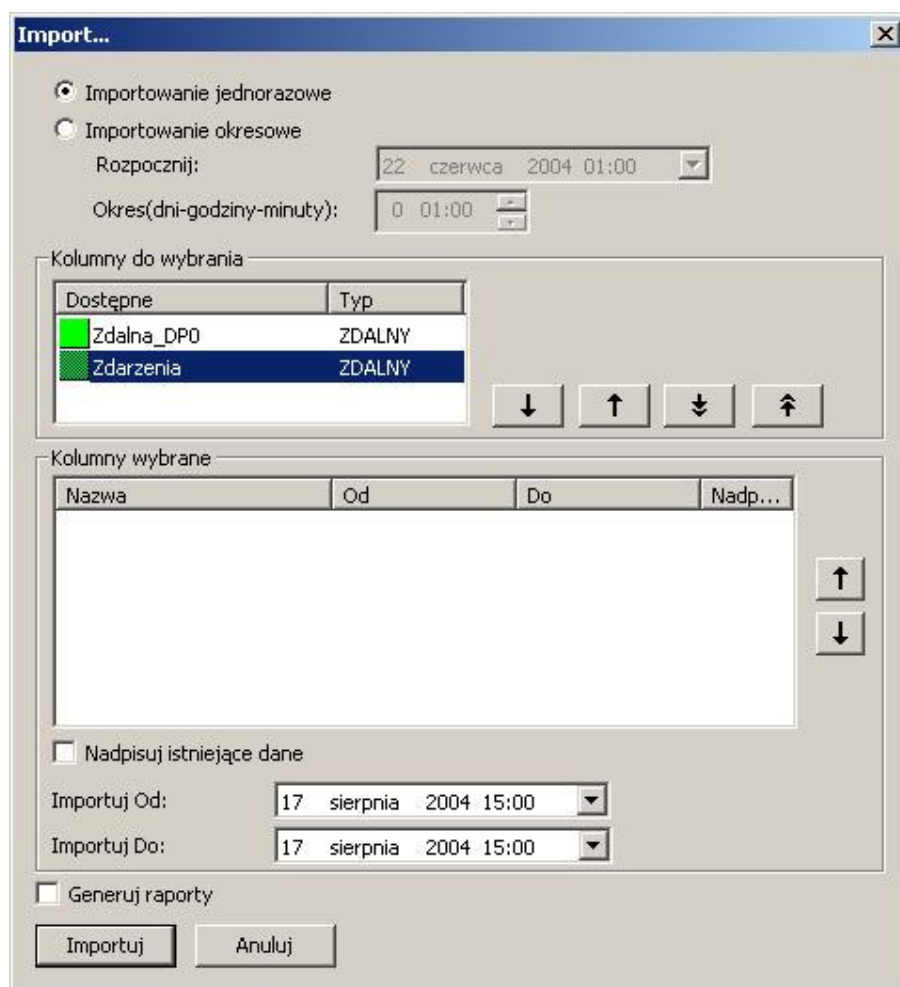 Import...
Importowanie jednorazowe
Importowanie okresowe
Rozpocznij: 22 czerwca 2004 01:00
Okres(dni-godziny-minuty): 0 01:00
Kolumny do wybrania
Dostępne Typ
Zdalna_DP0 ZDALNY
Zdarzenia ZDALNY
Kolumny wybrane
Nazwa Od Do Nadp...
Nadpisuj istniejące dane
Importuj Od: 17 sierpnia 2004 15:00
Importuj Do: 17 sierpnia 2004 15:00
Generuj raporty
Importuj Anuluj